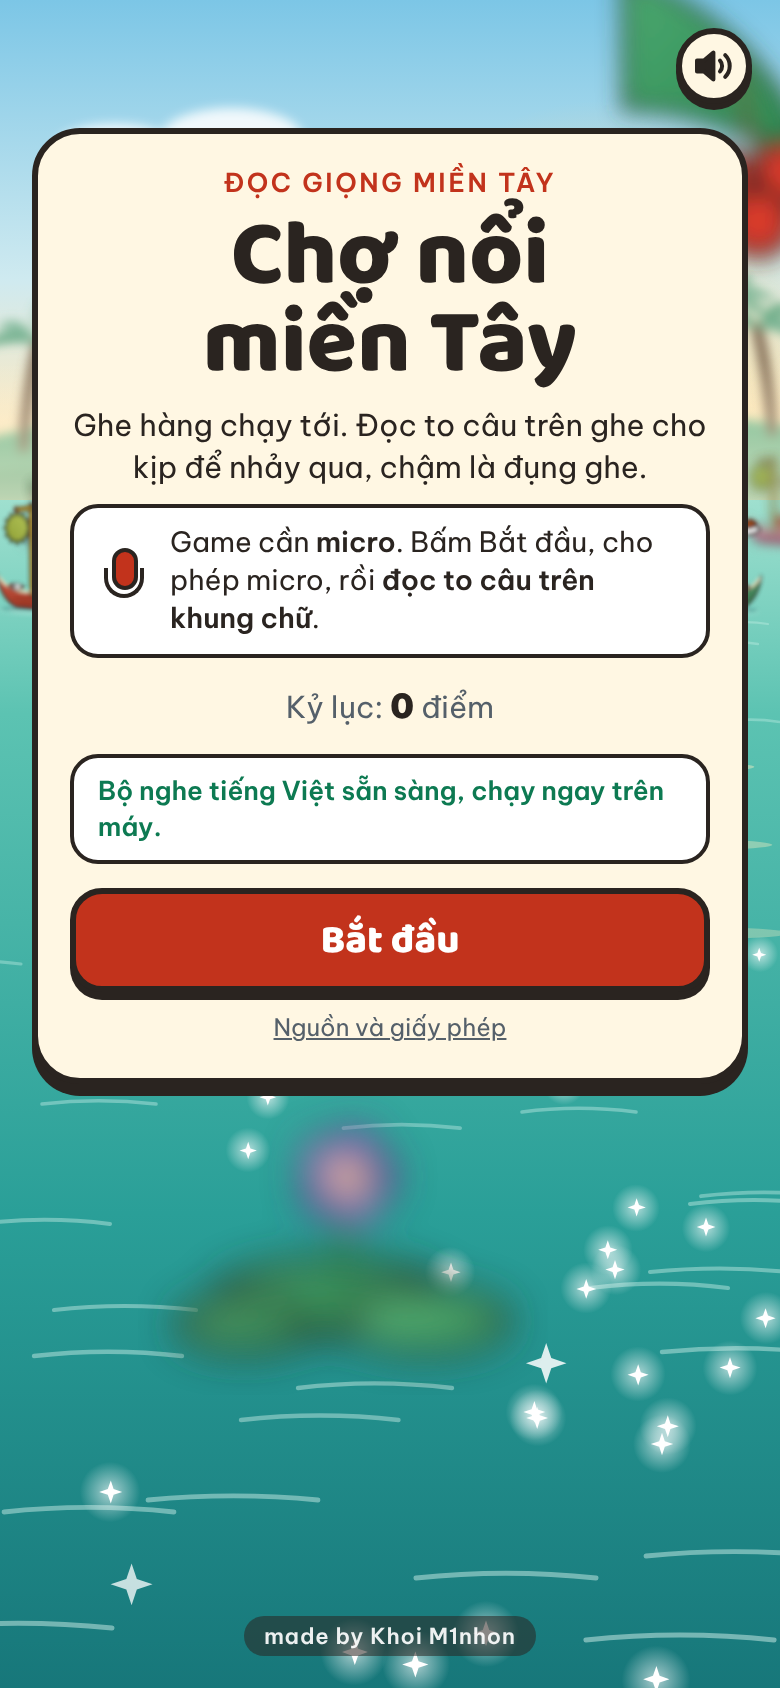 ĐỌC GIỌNG MIỀN TÂY
Chợ nổi
miền Tây
Ghe hàng chạy tới. Đọc to câu trên ghe cho
kịp để nhảy qua, chậm là đụng ghe.
Game cần micro. Bấm Bắt đầu, cho
phép micro, rồi đọc to câu trên
khung chữ.
Kỷ lục: 0 điểm
Bộ nghe tiếng Việt sẵn sàng, chạy ngay trên
máy.
Bắt đầu
Nguồn và giấy phép
made by Khoi M1nhon